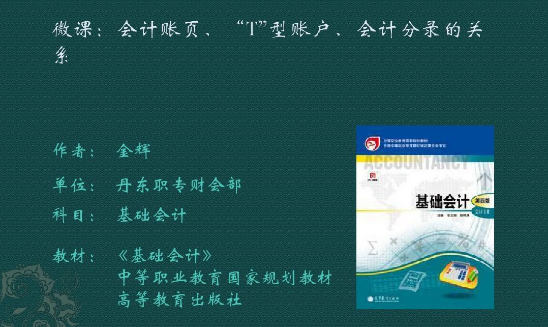 微课：会计账页、“T”型账户、会计分录的关
系
作者： 金辉
单位： 丹东职专财会部
科目： 基础会计
教材： 《基础会计》
中等职业教育国家规划教材
高等教育出版社
ACCOUNTANCY
基础会计
第四版